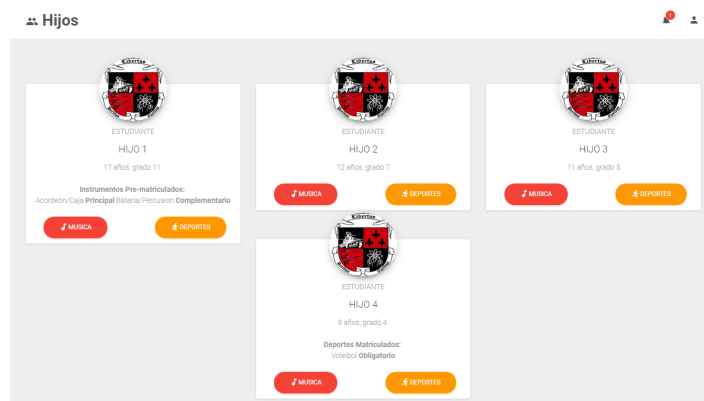 Hijos
1
Libertas
ESTUDIANTE
HIJO 1
17 años, grado 11
Instrumentos Pre-matriculados:
Acordeón/Caja Principal Bateria/Percusion Complementario
MUSICA
DEPORTES
Libertas
ESTUDIANTE
HIJO 2
12 años, grado 7
MUSICA
DEPORTES
Libertas
ESTUDIANTE
HIJO 3
11 años, grado 5
MUSICA
DEPORTES
Libertas
ESTUDIANTE
HIJO 4
9 años, grado 4
Deportes Matriculados:
Voleibol Obligatorio
MUSICA
DEPORTES